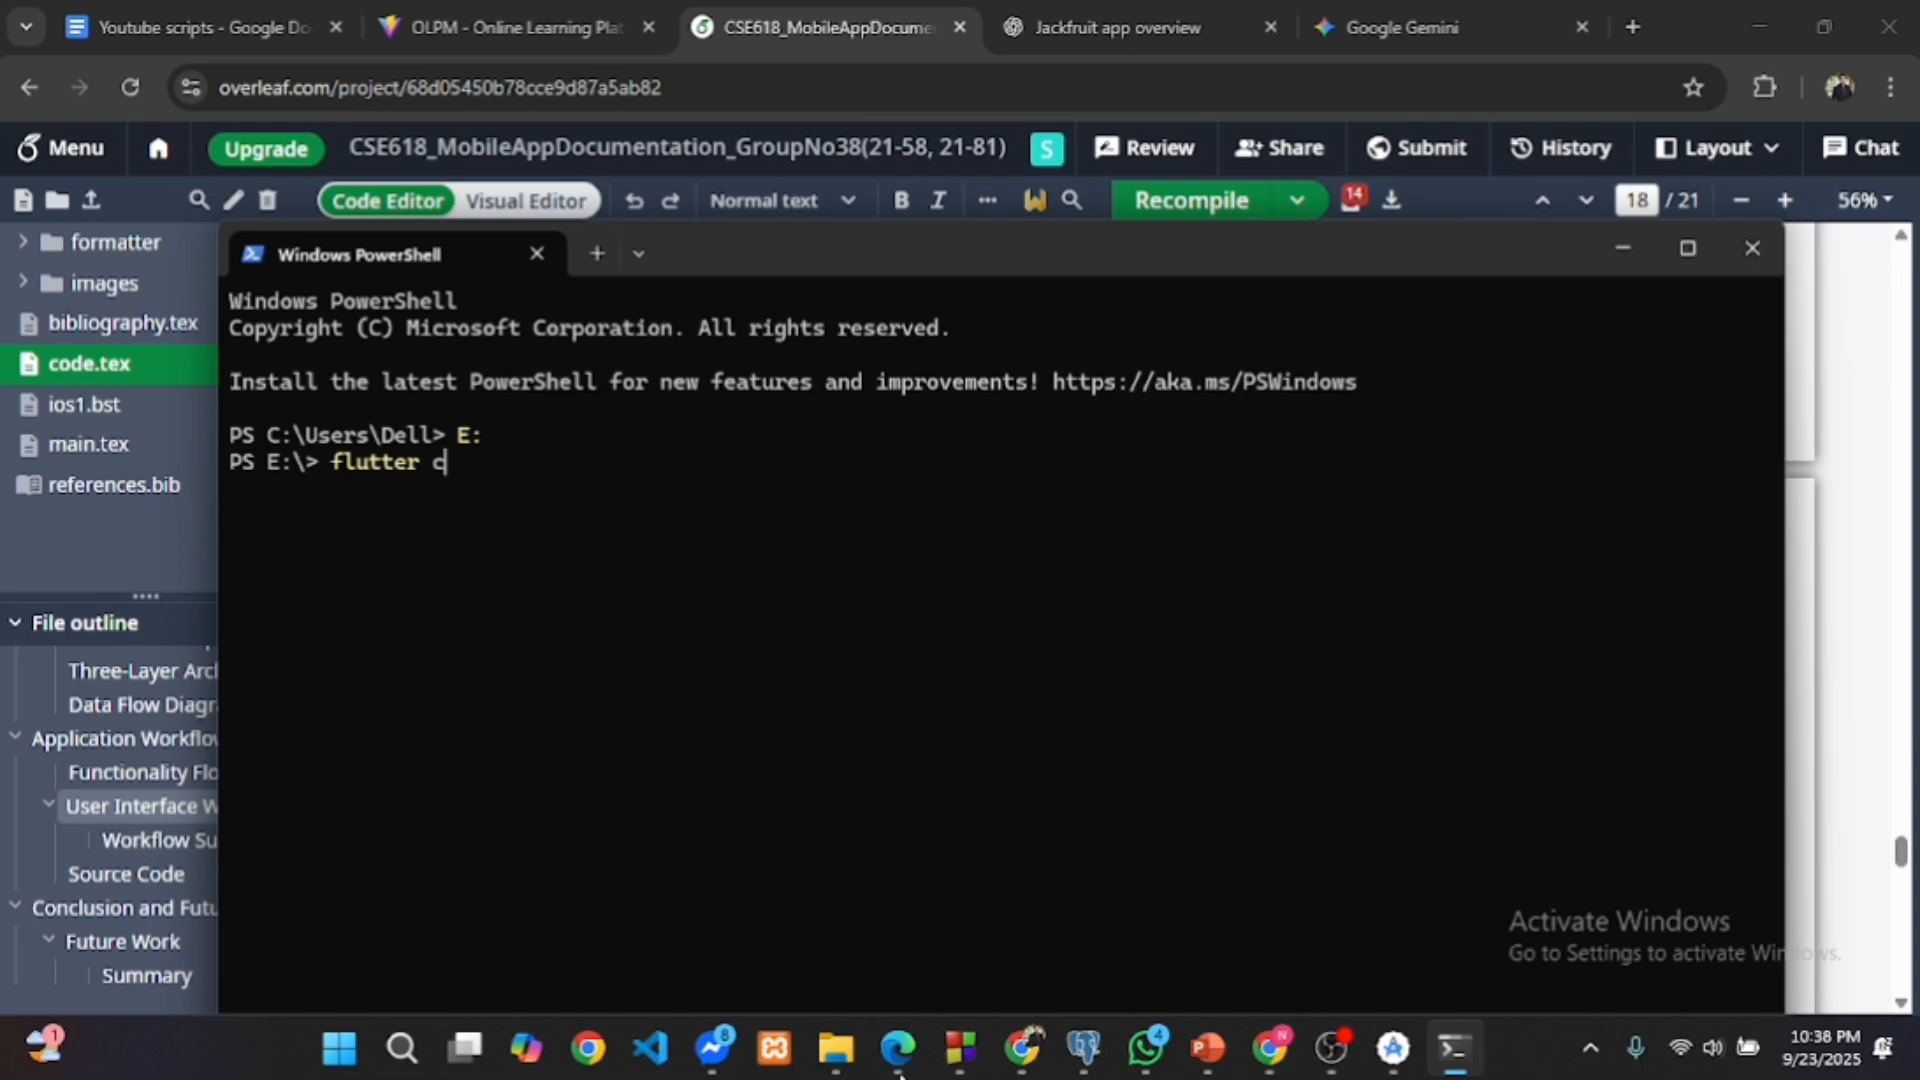 Youtube scripts - Google Do
OLPM - Online Learning Plat
CSE618_MobileAppDocume
Jackfruit app overview
Google Gemini
overleaf.com/project/68d05450b78cce9d87a5ab82
Menu
Upgrade
CSE618_MobileAppDocumentation_GroupNo38(21-58, 21-81)
S
Review
Share
Submit
History
Layout
Chat
Code Editor
Visual Editor
Normal text
B
I
Recompile
14
18 / 21
56%
formatter
images
bibliography.tex
code.tex
ios1.bst
main.tex
references.bib
File outline
Three-Layer Arc
Data Flow Diagr
Application Workflo
Functionality Flo
User Interface W
Workflow Su
Source Code
Conclusion and Futu
Future Work
Summary
Windows PowerShell
Windows PowerShell
Copyright (C) Microsoft Corporation. All rights reserved.
Install the latest PowerShell for new features and improvements! https://aka.ms/PSWindows
PS C:\Users\Dell> E:
PS E:\> flutter c
Activate Windows
Go to Settings to activate Windows.
1
8
4
N
10:38 PM
9/23/2025